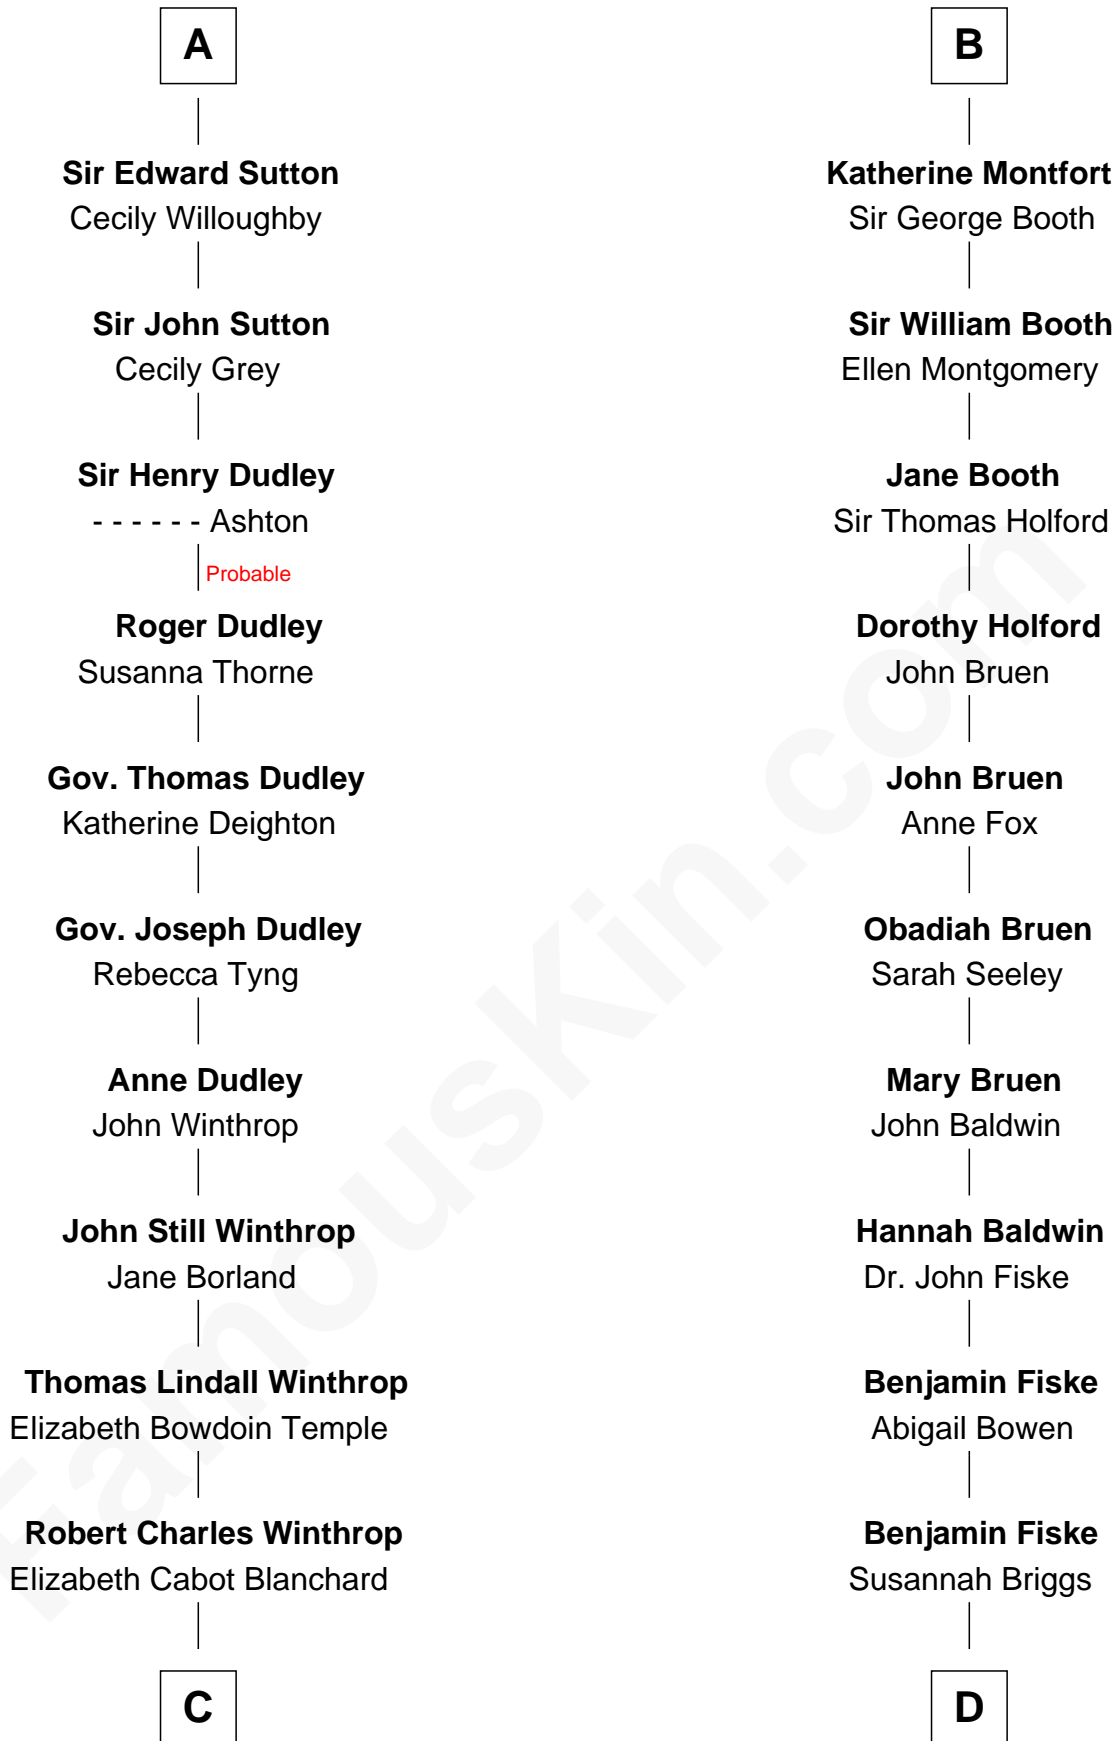 A
Sir Edward Sutton
Cecily Willoughby
Sir John Sutton
Cecily Grey
Sir Henry Dudley
- - - - - - Ashton
Probable
Roger Dudley
Susanna Thorne
Gov. Thomas Dudley
Katherine Deighton
Gov. Joseph Dudley
Rebecca Tyng
Anne Dudley
John Winthrop
John Still Winthrop
Jane Borland
Thomas Lindall Winthrop
Elizabeth Bowdoin Temple
Robert Charles Winthrop
Elizabeth Cabot Blanchard
C
B
Katherine Montfort
Sir George Booth
Sir William Booth
Ellen Montgomery
Jane Booth
Sir Thomas Holford
Dorothy Holford
John Bruen
John Bruen
Anne Fox
Obadiah Bruen
Sarah Seeley
Mary Bruen
John Baldwin
Hannah Baldwin
Dr. John Fiske
Benjamin Fiske
Abigail Bowen
Benjamin Fiske
Susannah Briggs
D
FamousKin.com